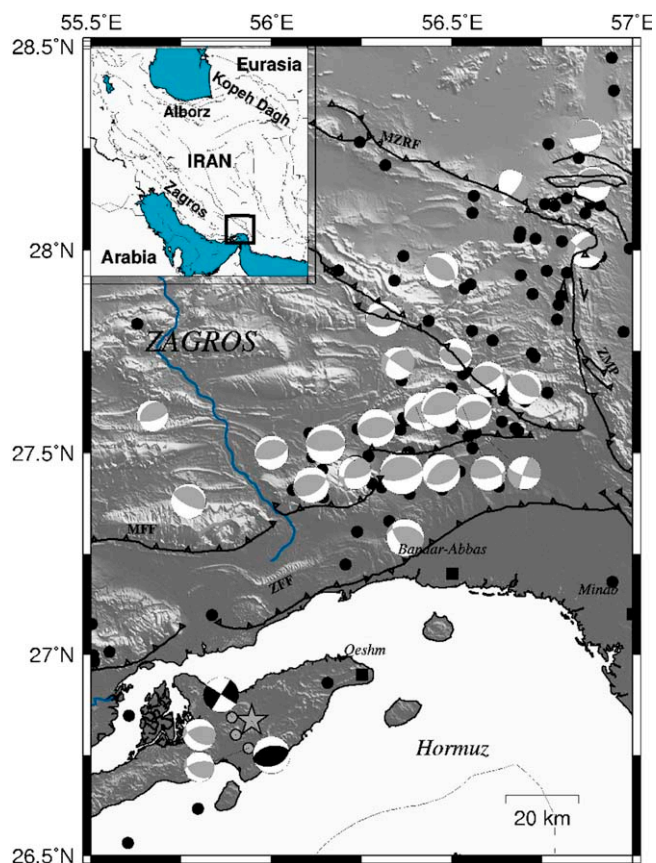 55.5°E 56°E 56.5°E 57°E
28.5°N
28°N
27.5°N
27°N
26.5°N
Eurasia
Kopeh Dagh
Alborz
IRAN
Zagros
Arabia
MZRF
ZAGROS
ZMP
MFF
ZFF
Bandar-Abbas
Minab
Qeshm
Hormuz
20 km